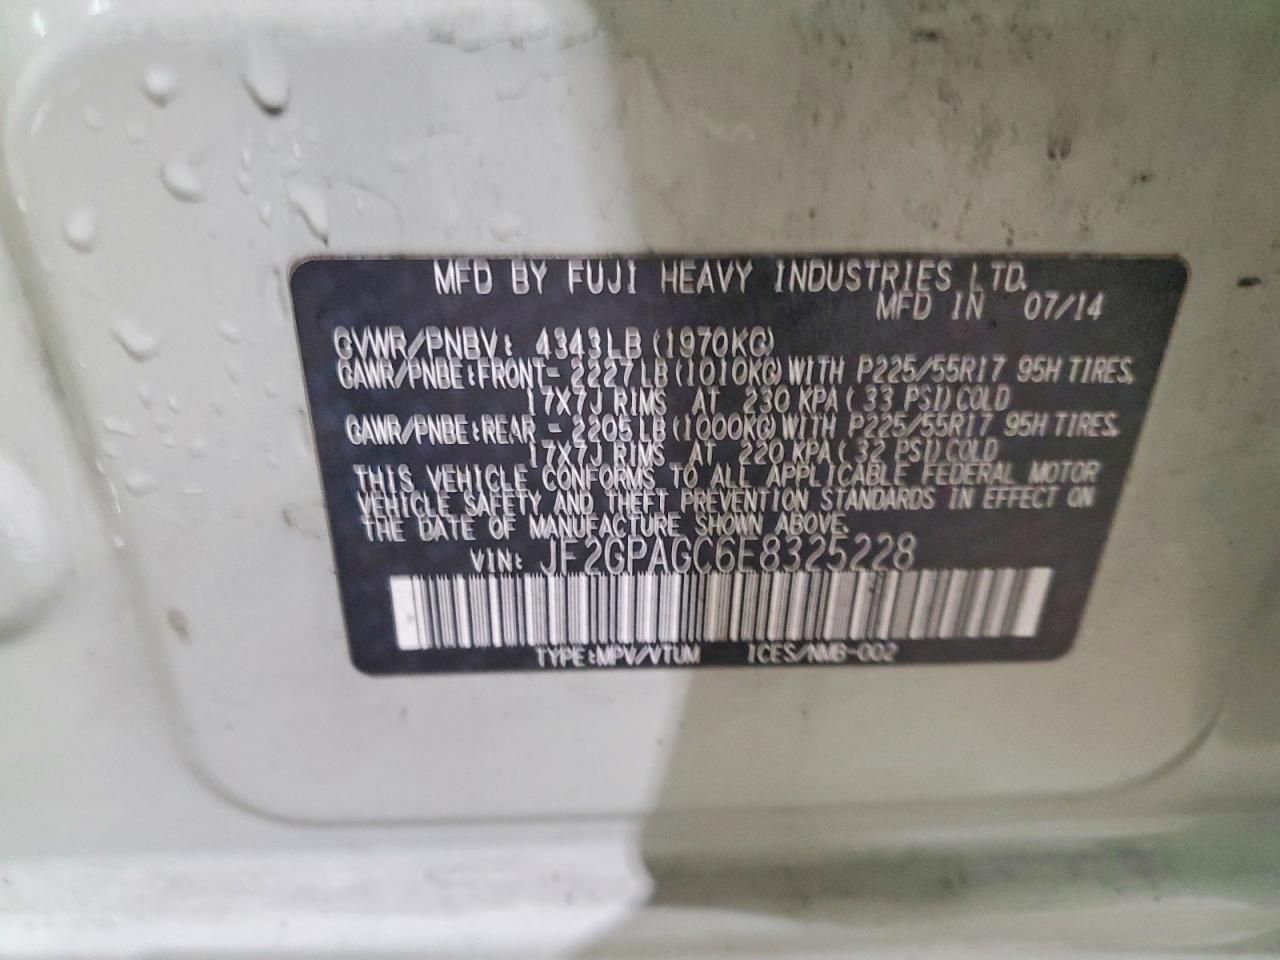 MFD BY FUJI HEAVY INDUSTRIES LTD.
MFD IN 07/14
GVWR/PNBV: 4343LB(1970KG)
GAWR/PNBE:FRONT- 2227LB(1010KG)WITH P225/55R17 95H TIRES,
17X7J RIMS AT 230 KPA(33 PSI)COLD
GAWR/PNBE:REAR - 2205LB(1000KG)WITH P225/55R17 95H TIRES,
17X7J RIMS AT 220 KPA(32 PSI)COLD
THIS VEHICLE CONFORMS TO ALL APPLICABLE FEDERAL MOTOR
VEHICLE SAFETY AND THEFT PREVENTION STANDARDS IN EFFECT ON
THE DATE OF MANUFACTURE SHOWN ABOVE.
VIN: JF2GPAGC6E8325228
TYPE:MPV/VTUM ICES/NMB-002